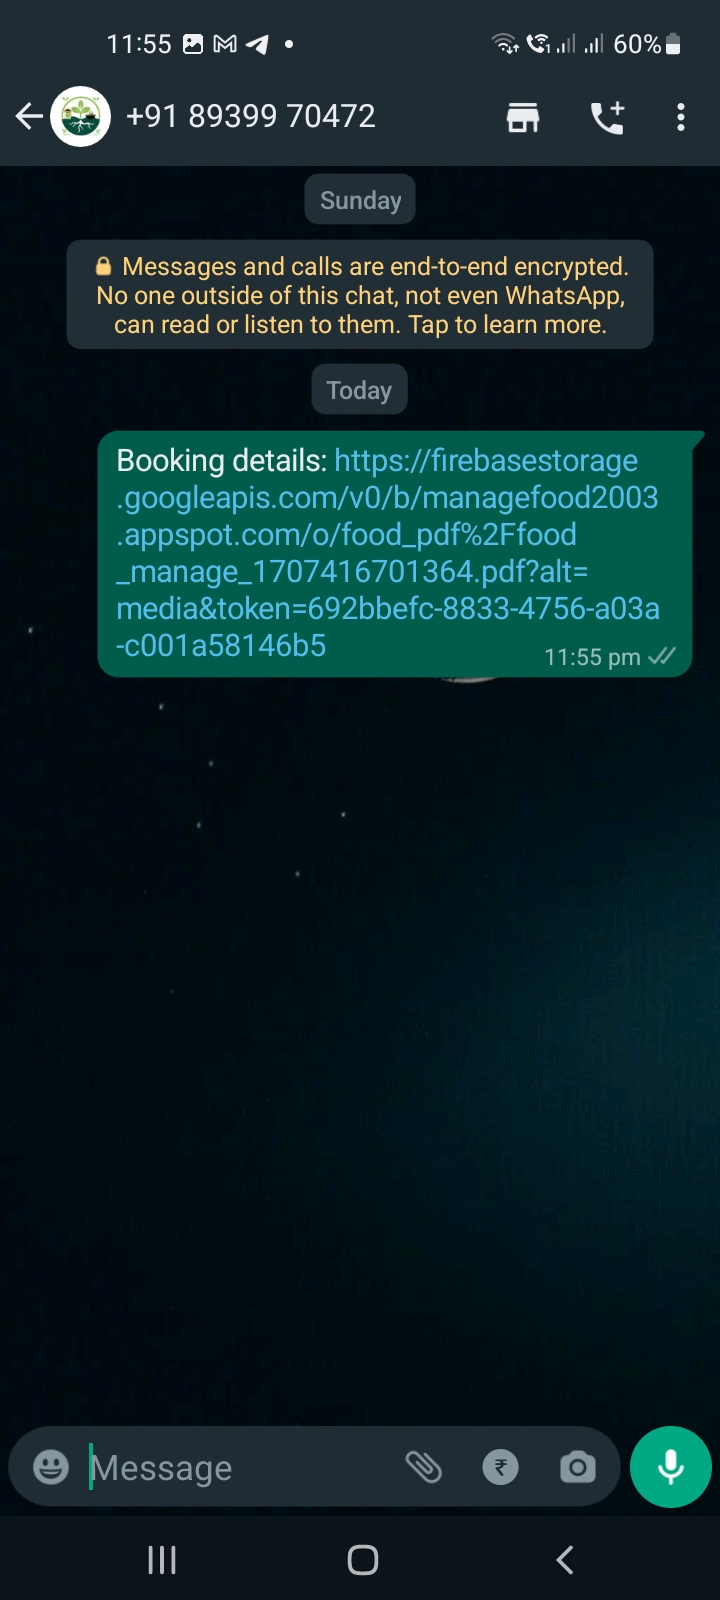 11:55 60%
+91 89399 70472
Sunday
Messages and calls are end-to-end encrypted.
No one outside of this chat, not even WhatsApp,
can read or listen to them. Tap to learn more.
Today
Booking details: https://firebasestorage
.googleapis.com/v0/b/managefood2003
.appspot.com/o/food_pdf%2Ffood
_manage_1707416701364.pdf?alt=
media&token=692bbefc-8833-4756-a03a
-c001a58146b5
11:55 pm
Message